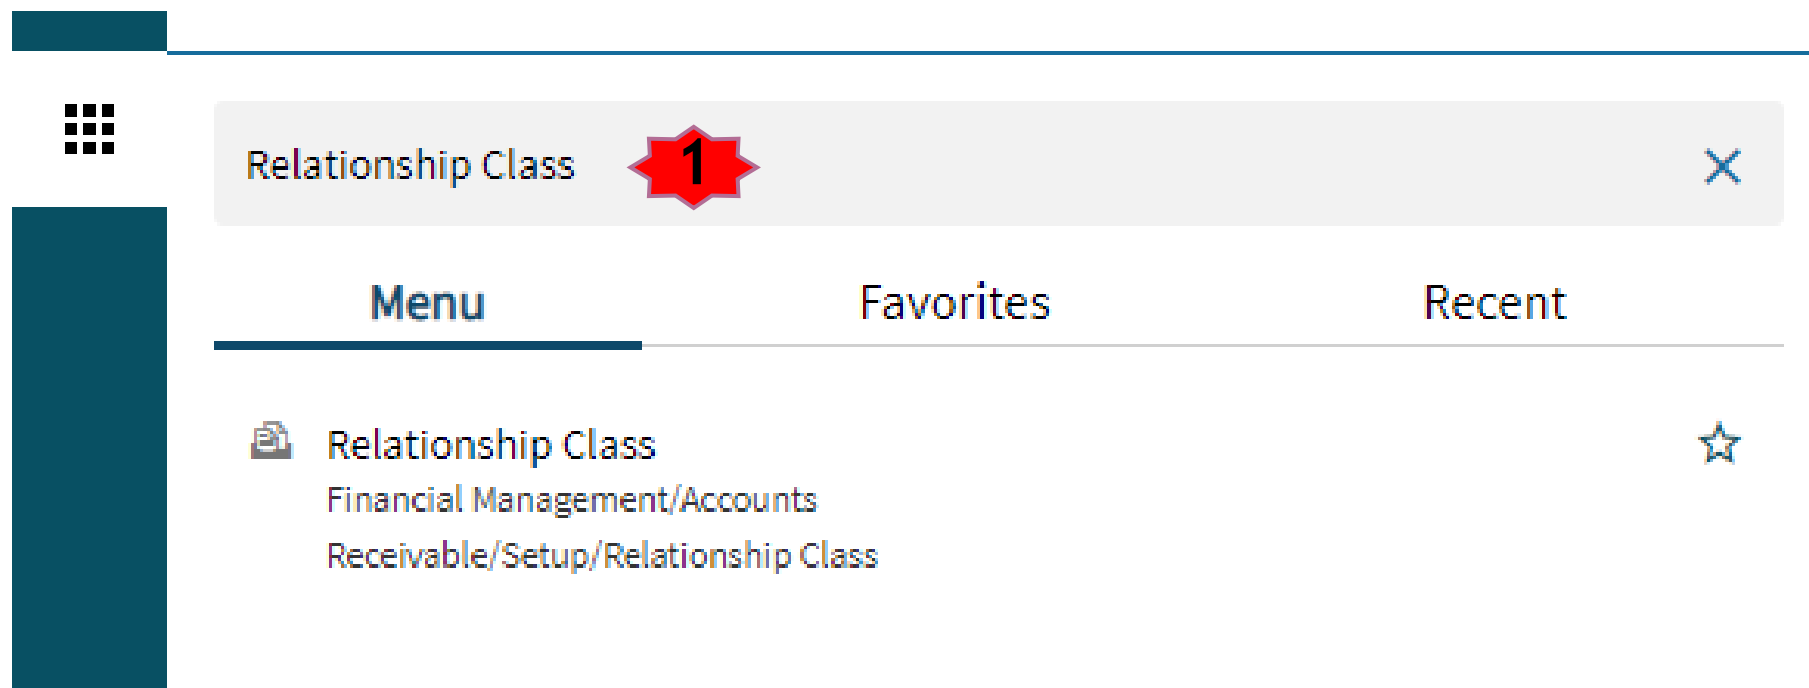 Relationship Class
1
Menu
Favorites
Recent
Relationship Class
Financial Management/Accounts
Receivable/Setup/Relationship Class